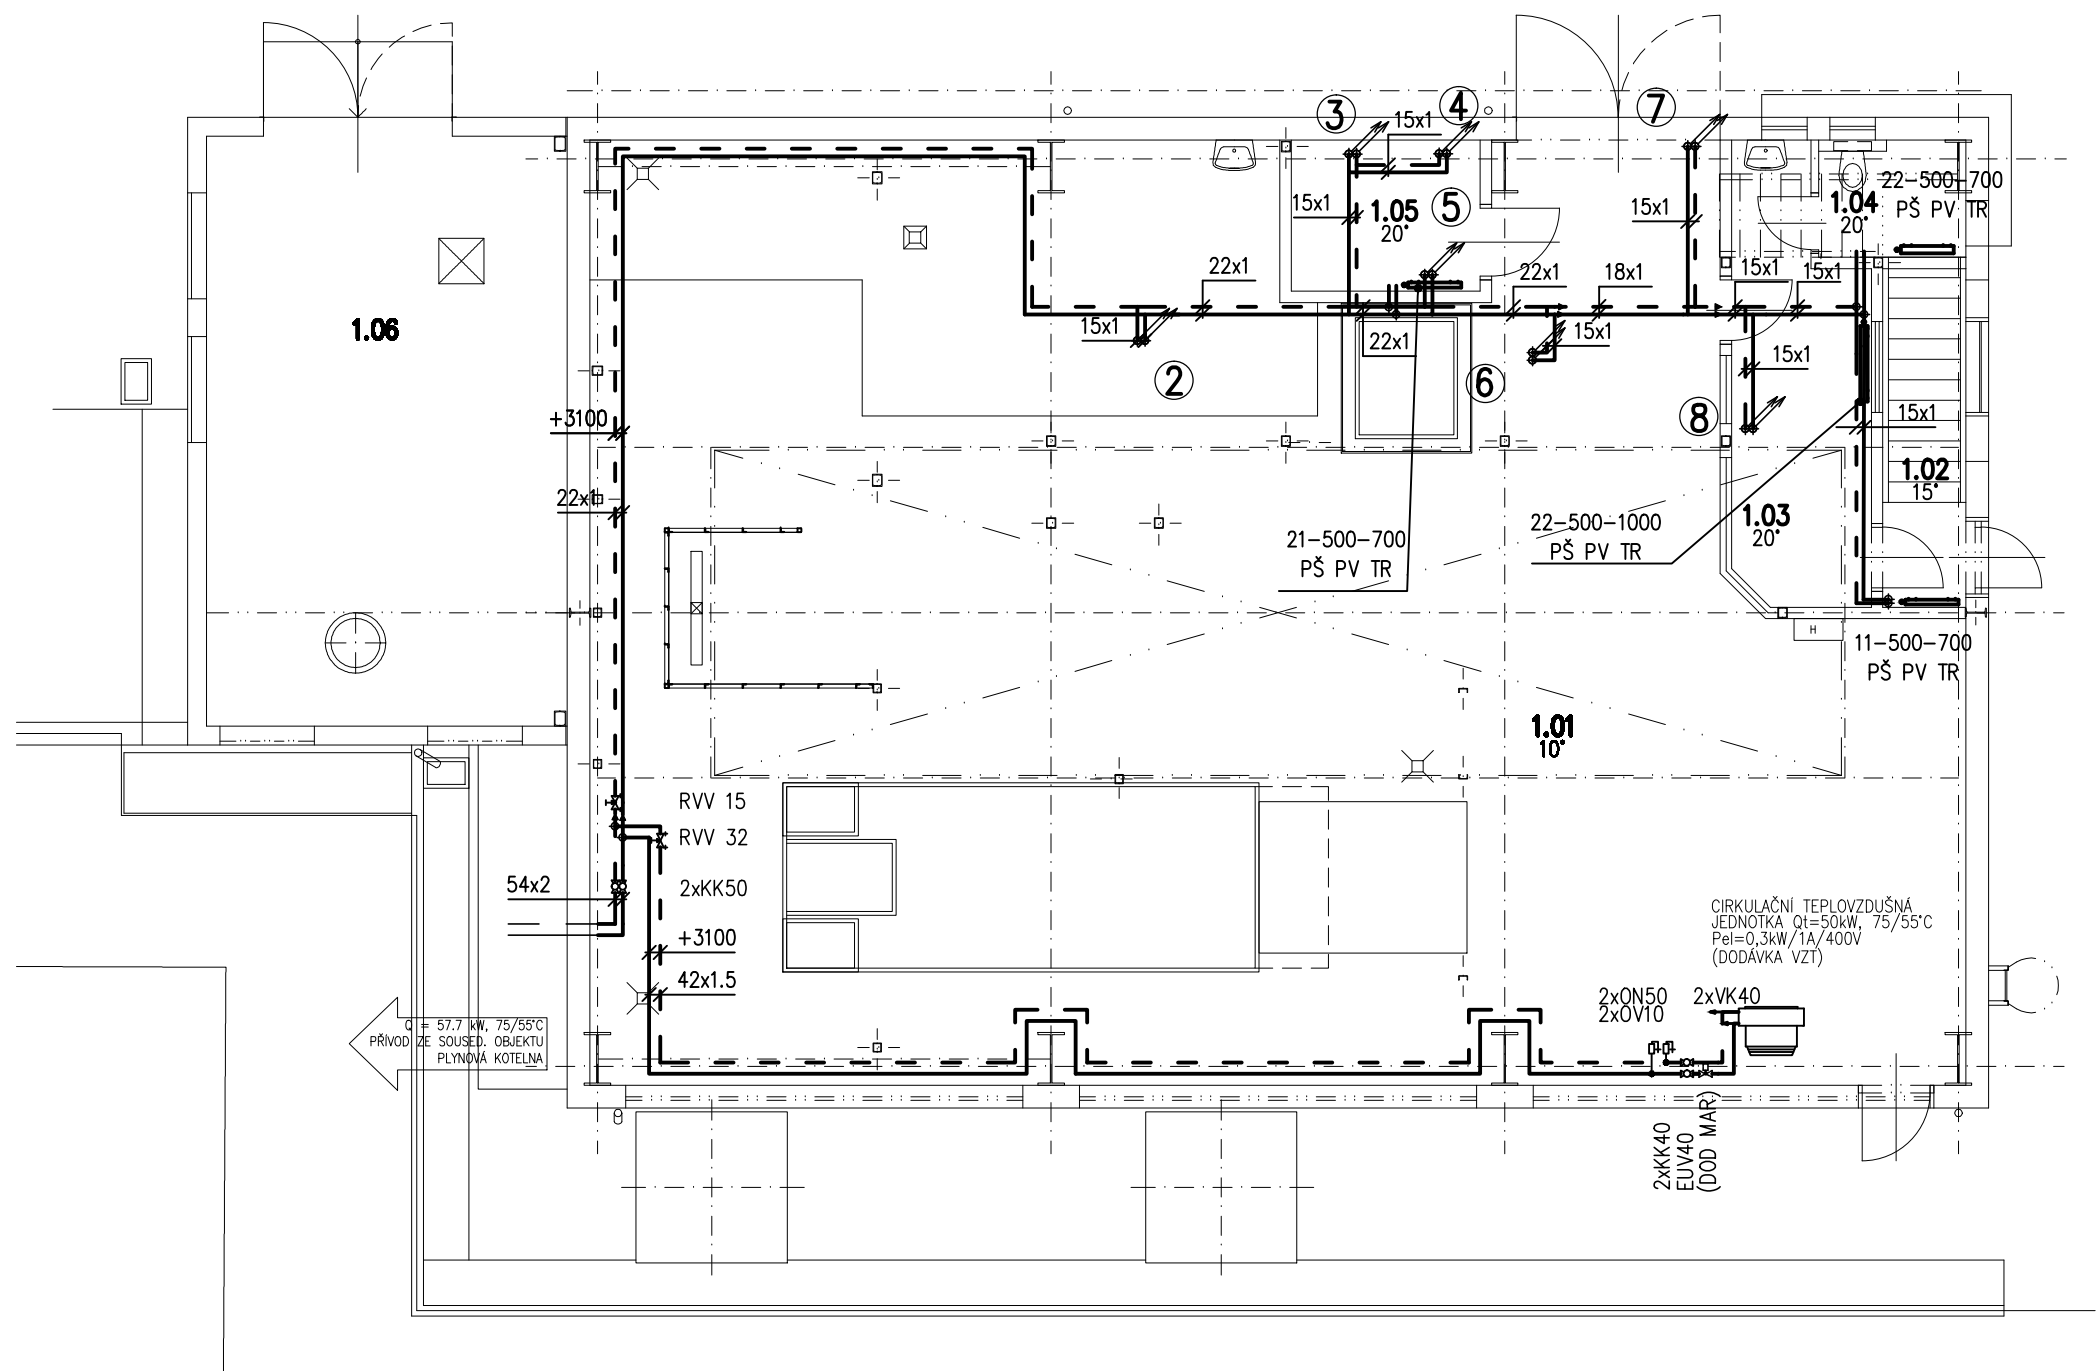 3
4
7
15x1
22-500-700
PŠ PV TR
1.04
20°
15x1
1.05
20°
5
15x1
22x1
22x1
18x1
15x1
15x1
1.06
15x1
22x1
15x1
15x1
2
6
8
+3100
15x1
22x1
1.02
15°
21-500-700
PŠ PV TR
22-500-1000
PŠ PV TR
1.03
20°
H
11-500-700
PŠ PV TR
1.01
10°
RVV 15
RVV 32
54x2
2xKK50
+3100
42x1.5
CIRKULAČNÍ TEPLOVZDUŠNÁ
JEDNOTKA Qt=50kW, 75/55°C
Pel=0,3kW/1A/400V
(DODÁVKA VZT)
2xON50
2xOV10
2xVK40
Q = 57.7 kW, 75/55°C
PŘÍVOD ZE SOUSED. OBJEKTU
PLYNOVÁ KOTELNA
2xKK40
EUV40
(DOD MAR)